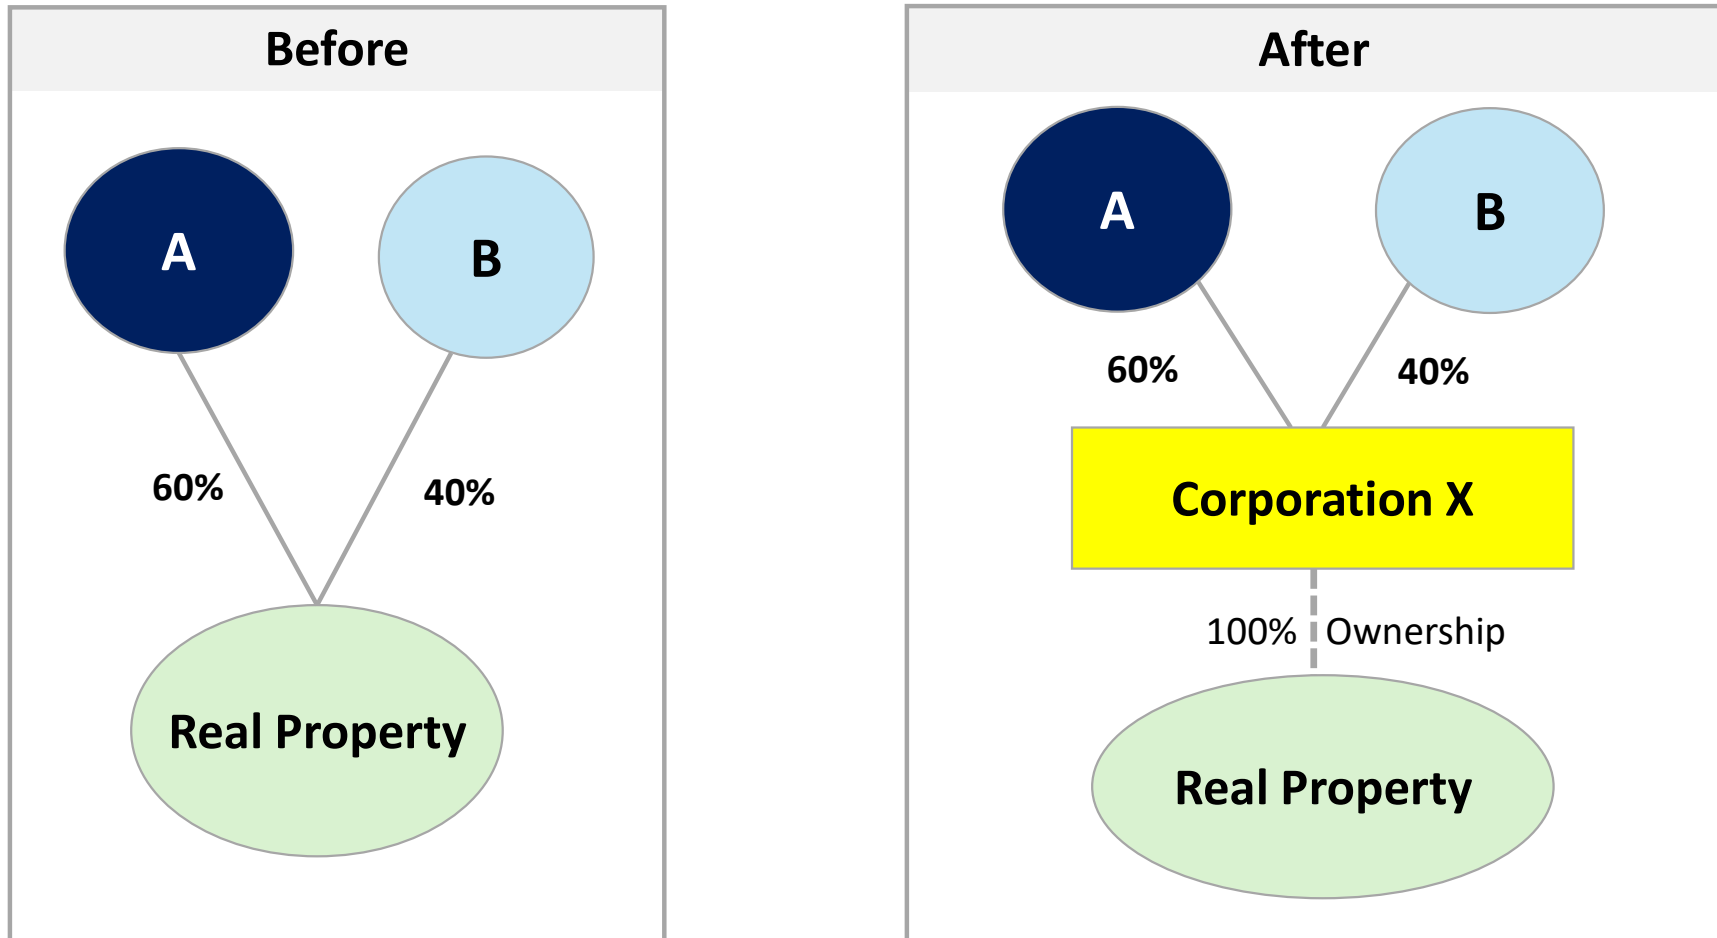 Before
A
B
60%
40%
Real Property
After
A
B
60%
40%
Corporation X
100% Ownership
Real Property